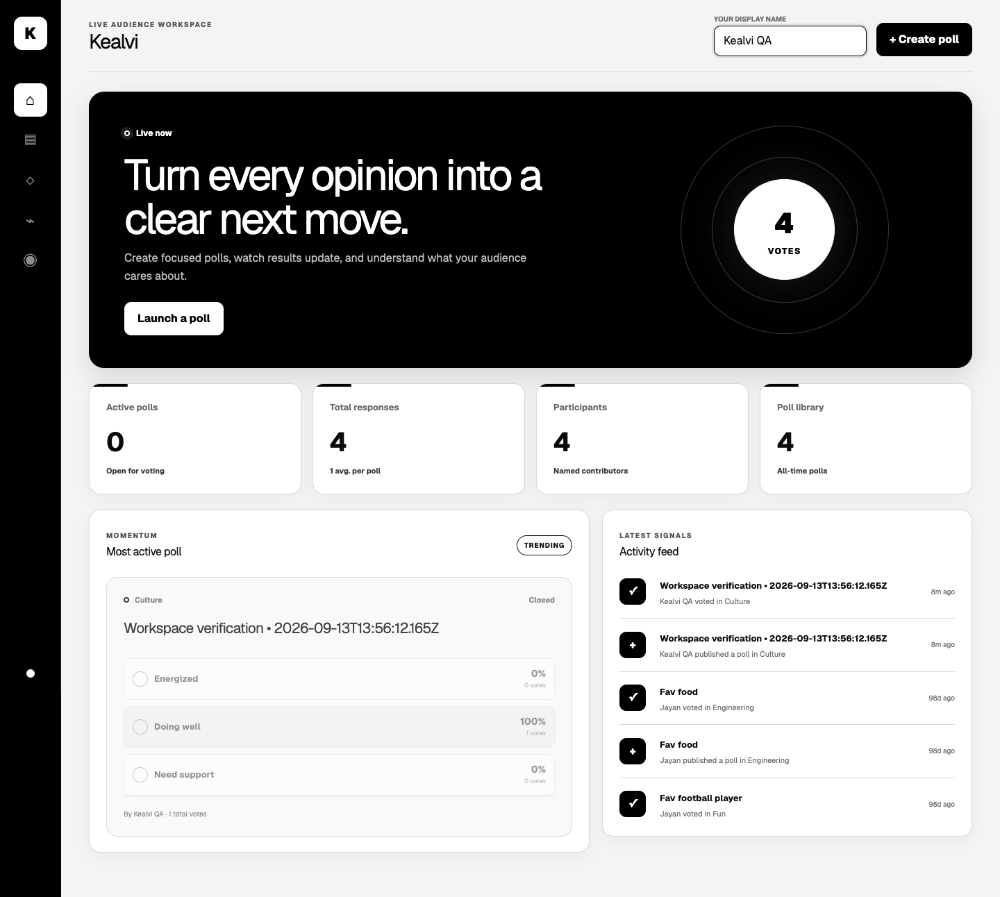 K
LIVE AUDIENCE WORKSPACE
Kealvi
YOUR DISPLAY NAME
Kealvi QA
+ Create poll
Live now
Turn every opinion into a
clear next move.
Create focused polls, watch results update, and understand what your audience
cares about.
Launch a poll
4
VOTES
Active polls
0
Open for voting
Total responses
4
1 avg. per poll
Participants
4
Named contributors
Poll library
4
All-time polls
MOMENTUM
Most active poll
TRENDING
Culture
Closed
Workspace verification • 2026-09-13T13:56:12.165Z
Energized
0%
0 votes
Doing well
100%
1 votes
Need support
0%
0 votes
By Kealvi QA · 1 total votes
LATEST SIGNALS
Activity feed
Workspace verification • 2026-09-13T13:56:12.165Z
Kealvi QA voted in Culture
8m ago
Workspace verification • 2026-09-13T13:56:12.165Z
Kealvi QA published a poll in Culture
8m ago
Fav food
Jayan voted in Engineering
98d ago
Fav food
Jayan published a poll in Engineering
98d ago
Fav football player
Jayan voted in Fun
98d ago